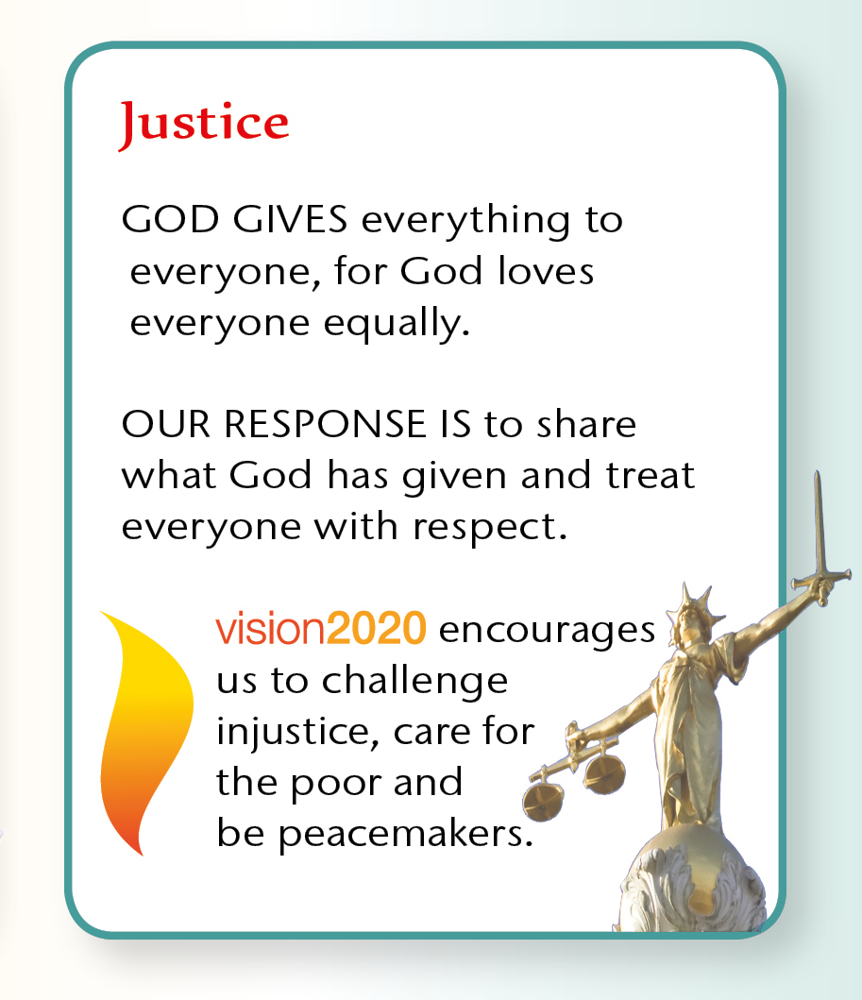 Justice
GOD GIVES everything to
everyone, for God loves
everyone equally.
OUR RESPONSE IS to share
what God has given and treat
everyone with respect.
vision2020 encourages
us to challenge
injustice, care for
the poor and
be peacemakers.